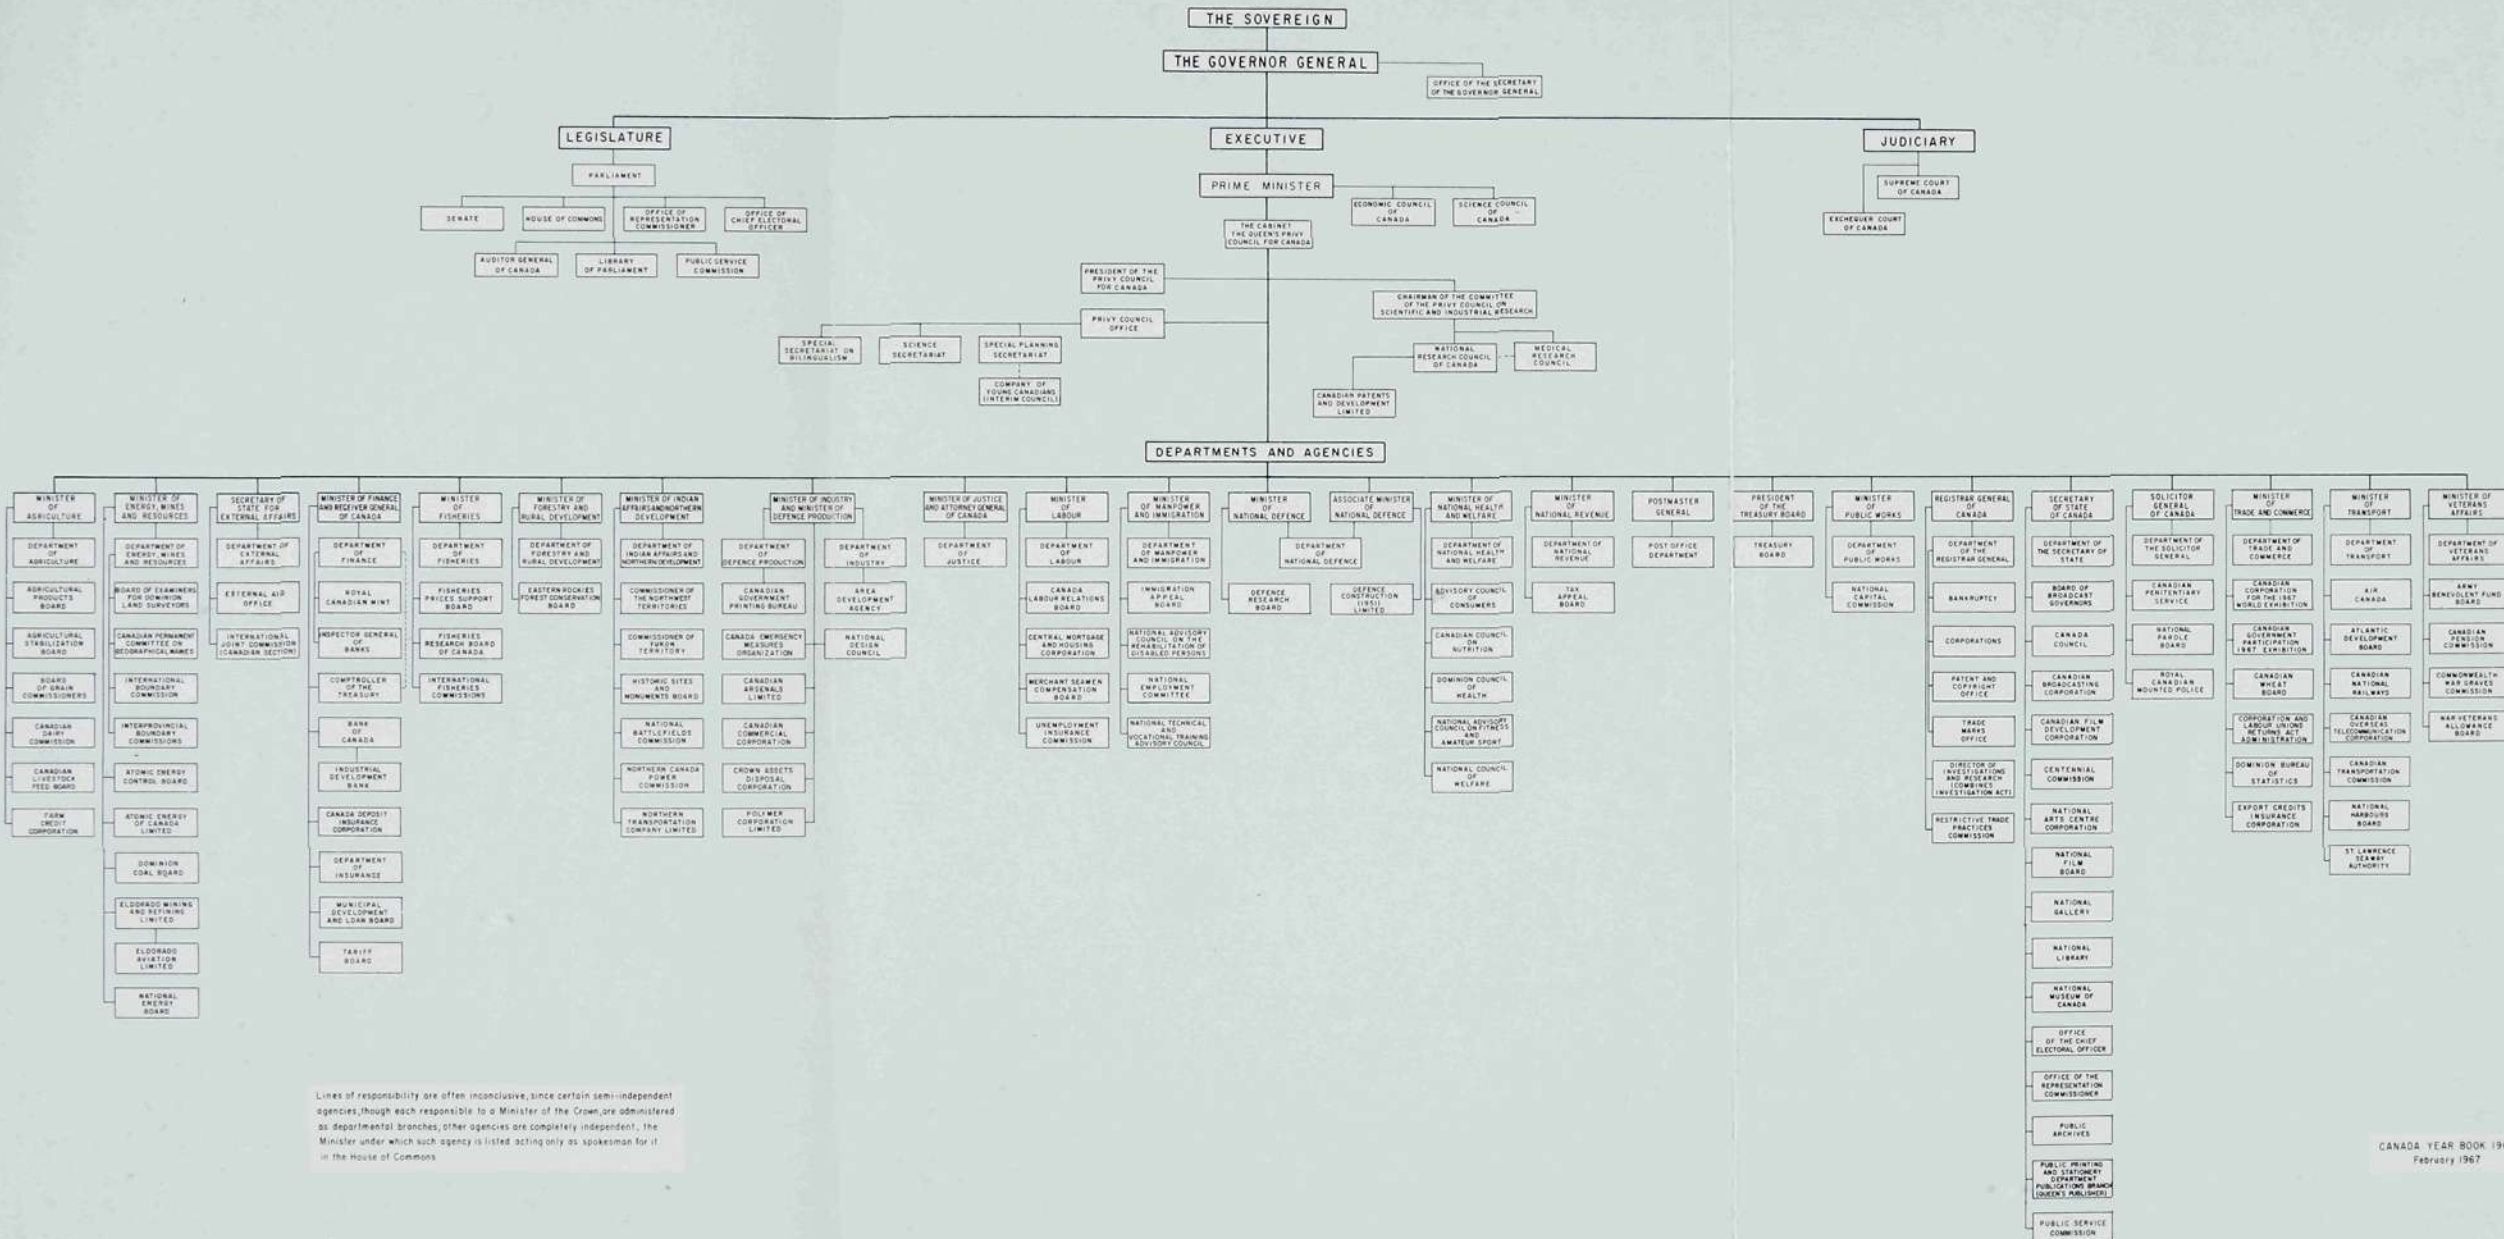 THE SOVEREIGN
THE GOVERNOR GENERAL
OFFICE OF THE SECRETARY
OF THE GOVERNOR GENERAL
LEGISLATURE
EXECUTIVE
JUDICIARY
PARLIAMENT
SENATE
HOUSE OF COMMONS
OFFICE OF
REPRESENTATION
COMMISSIONER
OFFICE OF
CHIEF ELECTORAL
OFFICER
AUDITOR GENERAL
OF CANADA
LIBRARY
OF PARLIAMENT
PUBLIC SERVICE
COMMISSION
PRIME MINISTER
ECONOMIC COUNCIL
OF
CANADA
SCIENCE COUNCIL
OF
CANADA
THE CABINET
THE QUEEN'S PRIVY
COUNCIL FOR CANADA
SUPREME COURT
OF CANADA
EXCHEQUER COURT
OF CANADA
PRESIDENT OF THE
PRIVY COUNCIL
FOR CANADA
CHAIRMAN OF THE COMMITTEE
OF THE PRIVY COUNCIL ON
SCIENTIFIC AND INDUSTRIAL RESEARCH
PRIVY COUNCIL
OFFICE
SPECIAL
SECRETARIAT ON
BILINGUALISM
SCIENCE
SECRETARIAT
SPECIAL PLANNING
SECRETARIAT
COMPANY OF
YOUNG CANADIANS
(INTERIM COUNCIL)
NATIONAL
RESEARCH COUNCIL
OF CANADA
MEDICAL
RESEARCH
COUNCIL
CANADIAN PATENTS
AND DEVELOPMENT
LIMITED
DEPARTMENTS AND AGENCIES
MINISTER
OF
AGRICULTURE
DEPARTMENT
OF
AGRICULTURE
AGRICULTURAL
PRODUCTS
BOARD
AGRICULTURAL
STABILIZATION
BOARD
BOARD
OF GRAIN
COMMISSIONERS
CANADIAN
DAIRY
COMMISSION
CANADIAN
LIVESTOCK
FEED BOARD
FARM
CREDIT
CORPORATION
MINISTER OF
ENERGY, MINES
AND RESOURCES
DEPARTMENT OF
ENERGY, MINES
AND RESOURCES
BOARD OF EXAMINERS
FOR DOMINION
LAND SURVEYORS
CANADIAN PERMANENT
COMMITTEE ON
GEOGRAPHICAL NAMES
INTERNATIONAL
BOUNDARY
COMMISSION
INTERPROVINCIAL
BOUNDARY
COMMISSIONS
ATOMIC ENERGY
CONTROL BOARD
ATOMIC ENERGY
OF CANADA
LIMITED
DOMINION
COAL BOARD
ELDORADO MINING
AND REFINING
LIMITED
ELDORADO
AVIATION
LIMITED
NATIONAL
ENERGY
BOARD
SECRETARY OF
STATE FOR
EXTERNAL AFFAIRS
DEPARTMENT OF
EXTERNAL
AFFAIRS
EXTERNAL AID
OFFICE
INTERNATIONAL
JOINT COMMISSION
(CANADIAN SECTION)
MINISTER OF FINANCE
AND RECEIVER GENERAL
OF CANADA
DEPARTMENT
OF
FINANCE
ROYAL
CANADIAN MINT
INSPECTOR GENERAL
OF
BANKS
COMPTROLLER
OF THE
TREASURY
BANK
OF
CANADA
INDUSTRIAL
DEVELOPMENT
BANK
CANADA DEPOSIT
INSURANCE
CORPORATION
DEPARTMENT
OF
INSURANCE
MUNICIPAL
DEVELOPMENT
AND LOAN BOARD
TARIFF
BOARD
MINISTER
OF
FISHERIES
DEPARTMENT
OF
FISHERIES
FISHERIES
PRICES SUPPORT
BOARD
FISHERIES
RESEARCH BOARD
OF CANADA
INTERNATIONAL
FISHERIES
COMMISSIONS
MINISTER OF
FORESTRY AND
RURAL DEVELOPMENT
DEPARTMENT OF
FORESTRY AND
RURAL DEVELOPMENT
EASTERN ROCKIES
FOREST CONSERVATION
BOARD
MINISTER OF INDIAN
AFFAIRS AND NORTHERN
DEVELOPMENT
DEPARTMENT OF
INDIAN AFFAIRS AND
NORTHERN DEVELOPMENT
COMMISSIONER OF
THE NORTHWEST
TERRITORIES
COMMISSIONER OF
YUKON
TERRITORY
HISTORIC SITES
AND
MONUMENTS BOARD
NATIONAL
BATTLEFIELDS
COMMISSION
NORTHERN CANADA
POWER
COMMISSION
NORTHERN
TRANSPORTATION
COMPANY LIMITED
MINISTER OF INDUSTRY
AND MINISTER OF
DEFENCE PRODUCTION
DEPARTMENT
OF
DEFENCE PRODUCTION
CANADIAN
GOVERNMENT
PRINTING BUREAU
CANADA EMERGENCY
MEASURES
ORGANIZATION
CANADIAN
ARSENALS
LIMITED
CANADIAN
COMMERCIAL
CORPORATION
CROWN ASSETS
DISPOSAL
CORPORATION
POLYMER
CORPORATION
LIMITED
DEPARTMENT
OF
INDUSTRY
AREA
DEVELOPMENT
AGENCY
NATIONAL
DESIGN
COUNCIL
MINISTER OF JUSTICE
AND ATTORNEY GENERAL
OF CANADA
DEPARTMENT
OF
JUSTICE
MINISTER
OF
LABOUR
DEPARTMENT
OF
LABOUR
CANADA
LABOUR RELATIONS
BOARD
CENTRAL MORTGAGE
AND HOUSING
CORPORATION
MERCHANT SEAMEN
COMPENSATION
BOARD
UNEMPLOYMENT
INSURANCE
COMMISSION
MINISTER
OF MANPOWER
AND IMMIGRATION
DEPARTMENT
OF MANPOWER
AND IMMIGRATION
IMMIGRATION
APPEAL
BOARD
NATIONAL ADVISORY
COUNCIL ON THE
REHABILITATION OF
DISABLED PERSONS
NATIONAL
EMPLOYMENT
COMMITTEE
NATIONAL TECHNICAL
AND
VOCATIONAL TRAINING
ADVISORY COUNCIL
MINISTER
OF
NATIONAL DEFENCE
ASSOCIATE MINISTER
OF
NATIONAL DEFENCE
DEPARTMENT
OF
NATIONAL DEFENCE
DEFENCE
RESEARCH
BOARD
DEFENCE
CONSTRUCTION
(1951)
LIMITED
MINISTER OF
NATIONAL HEALTH
AND WELFARE
DEPARTMENT OF
NATIONAL HEALTH
AND WELFARE
ADVISORY COUNCIL
OF
CONSUMERS
CANADIAN COUNCIL
ON
NUTRITION
DOMINION COUNCIL
OF
HEALTH
NATIONAL ADVISORY
COUNCIL ON FITNESS
AND
AMATEUR SPORT
NATIONAL COUNCIL
OF
WELFARE
MINISTER
OF
NATIONAL REVENUE
DEPARTMENT OF
NATIONAL
REVENUE
TAX
APPEAL
BOARD
POSTMASTER
GENERAL
POST OFFICE
DEPARTMENT
PRESIDENT
OF THE
TREASURY BOARD
TREASURY
BOARD
MINISTER
OF
PUBLIC WORKS
DEPARTMENT
OF
PUBLIC WORKS
NATIONAL
CAPITAL
COMMISSION
REGISTRAR GENERAL
OF
CANADA
DEPARTMENT
OF THE
REGISTRAR GENERAL
BANKRUPTCY
CORPORATIONS
PATENT AND
COPYRIGHT
OFFICE
TRADE
MARKS
OFFICE
DIRECTOR OF
INVESTIGATIONS
AND RESEARCH
(COMBINES
INVESTIGATION ACT)
RESTRICTIVE TRADE
PRACTICES
COMMISSION
SECRETARY
OF STATE
OF CANADA
DEPARTMENT OF
THE SECRETARY OF
STATE
BOARD OF
BROADCAST
GOVERNORS
CANADA
COUNCIL
CANADIAN
BROADCASTING
CORPORATION
CANADIAN FILM
DEVELOPMENT
CORPORATION
CENTENNIAL
COMMISSION
NATIONAL
ARTS CENTRE
CORPORATION
NATIONAL
FILM
BOARD
NATIONAL
GALLERY
NATIONAL
LIBRARY
NATIONAL
MUSEUM OF
CANADA
OFFICE
OF THE CHIEF
ELECTORAL OFFICER
OFFICE OF THE
REPRESENTATION
COMMISSIONER
PUBLIC
ARCHIVES
PUBLIC PRINTING
AND STATIONERY
DEPARTMENT
PUBLICATIONS BRANCH
(QUEEN'S PUBLISHER)
PUBLIC SERVICE
COMMISSION
SOLICITOR
GENERAL
OF CANADA
DEPARTMENT OF
THE SOLICITOR
GENERAL
CANADIAN
PENITENTIARY
SERVICE
NATIONAL
PAROLE
BOARD
ROYAL
CANADIAN
MOUNTED POLICE
MINISTER
OF
TRADE AND COMMERCE
DEPARTMENT OF
TRADE AND
COMMERCE
CANADIAN
CORPORATION
FOR THE 1967
WORLD EXHIBITION
CANADIAN
GOVERNMENT
PARTICIPATION
1967 EXHIBITION
CANADIAN
WHEAT
BOARD
CORPORATION AND
LABOUR UNIONS
RETURNS ACT
ADMINISTRATION
DOMINION BUREAU
OF
STATISTICS
EXPORT CREDITS
INSURANCE
CORPORATION
MINISTER
OF
TRANSPORT
DEPARTMENT
OF
TRANSPORT
AIR
CANADA
ATLANTIC
DEVELOPMENT
BOARD
CANADIAN
NATIONAL
RAILWAYS
CANADIAN
OVERSEAS
TELECOMMUNICATION
CORPORATION
CANADIAN
TRANSPORTATION
COMMISSION
NATIONAL
HARBOURS
BOARD
ST. LAWRENCE
SEAWAY
AUTHORITY
MINISTER OF
VETERANS
AFFAIRS
DEPARTMENT OF
VETERANS
AFFAIRS
ARMY
BENEVOLENT FUND
BOARD
CANADIAN
PENSION
COMMISSION
COMMONWEALTH
WAR GRAVES
COMMISSION
WAR VETERANS
ALLOWANCE
BOARD
Lines of responsibility are often inconclusive, since certain semi-independent
agencies, though each responsible to a Minister of the Crown, are administered
as departmental branches, other agencies are completely independent, the
Minister under which such agency is listed acting only as spokesman for it
in the House of Commons
CANADA YEAR BOOK
February 1967